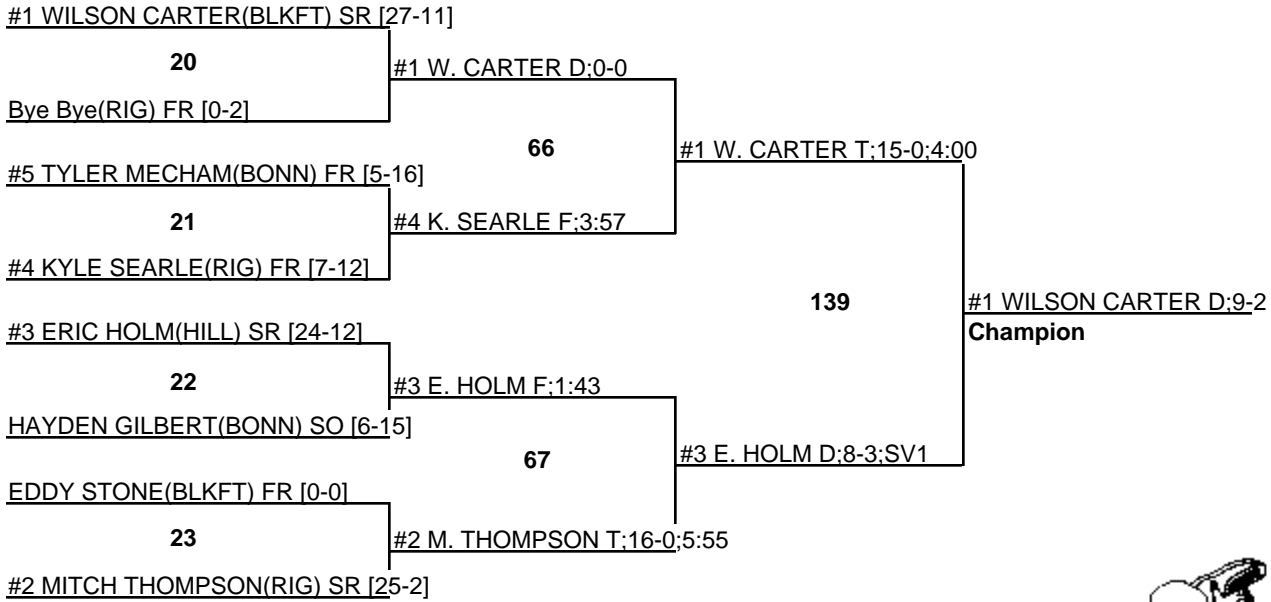 #1 WILSON CARTER(BLKFT) SR [27-11]
20
#1 W. CARTER D;0-0
Bye Bye(RIG) FR [0-2]
66
#1 W. CARTER T;15-0;4:00
#5 TYLER MECHAM(BONN) FR [5-16]
21
#4 K. SEARLE F;3:57
#4 KYLE SEARLE(RIG) FR [7-12]
139
#1 WILSON CARTER D;9-2
Champion
#3 ERIC HOLM(HILL) SR [24-12]
22
#3 E. HOLM F;1:43
HAYDEN GILBERT(BONN) SO [6-15]
67
#3 E. HOLM D;8-3;SV1
EDDY STONE(BLKFT) FR [0-0]
23
#2 M. THOMPSON T;16-0;5:55
#2 MITCH THOMPSON(RIG) SR [25-2]